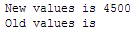 New values is 4500
Old values is